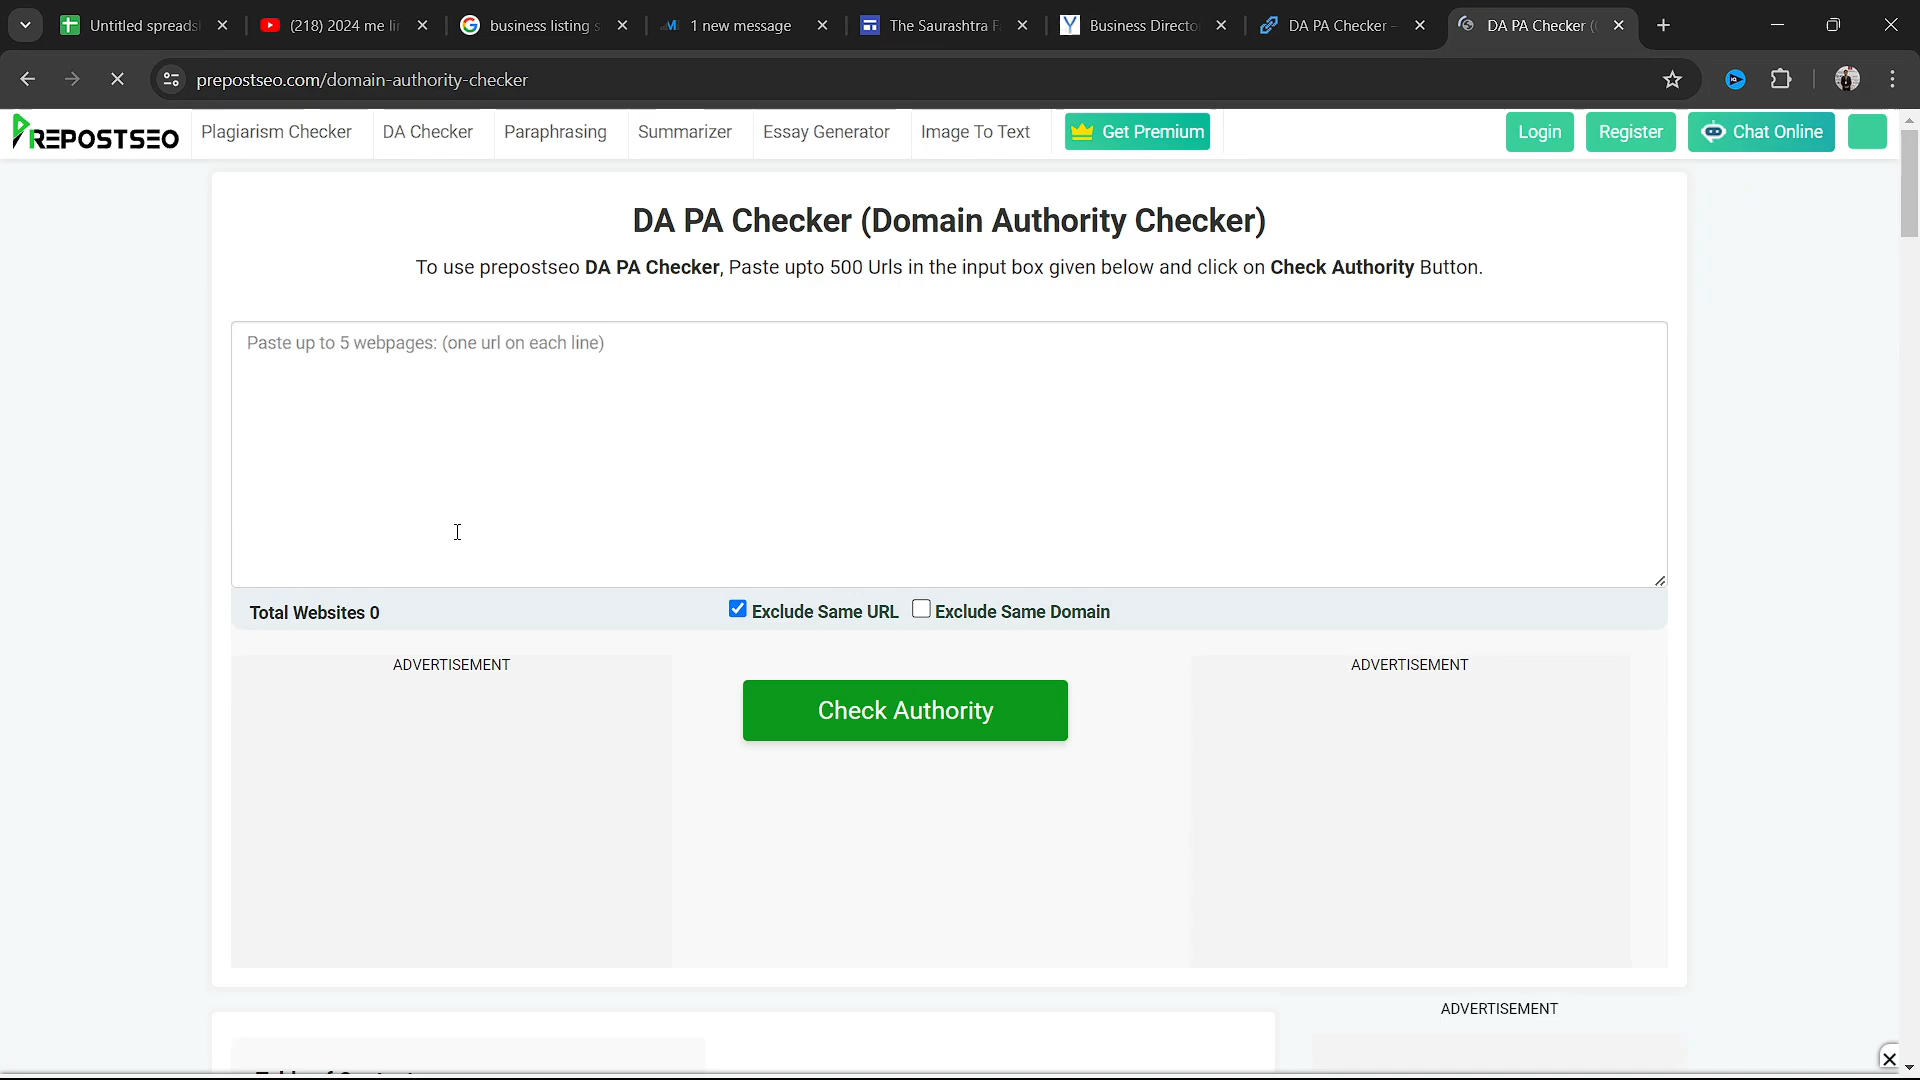 Untitled spreads
(218) 2024 me li
business listing s
1 new message
The Saurashtra F
Business Directo
DA PA Checker -
DA PA Checker (
prepostseo.com/domain-authority-checker
PREPOSTSEO
Plagiarism Checker
DA Checker
Paraphrasing
Summarizer
Essay Generator
Image To Text
Get Premium
Login
Register
Chat Online
DA PA Checker (Domain Authority Checker)
To use prepostseo DA PA Checker, Paste upto 500 Urls in the input box given below and click on Check Authority Button.
Paste up to 5 webpages: (one url on each line)
Total Websites 0
Exclude Same URL
Exclude Same Domain
ADVERTISEMENT
Check Authority
ADVERTISEMENT
ADVERTISEMENT